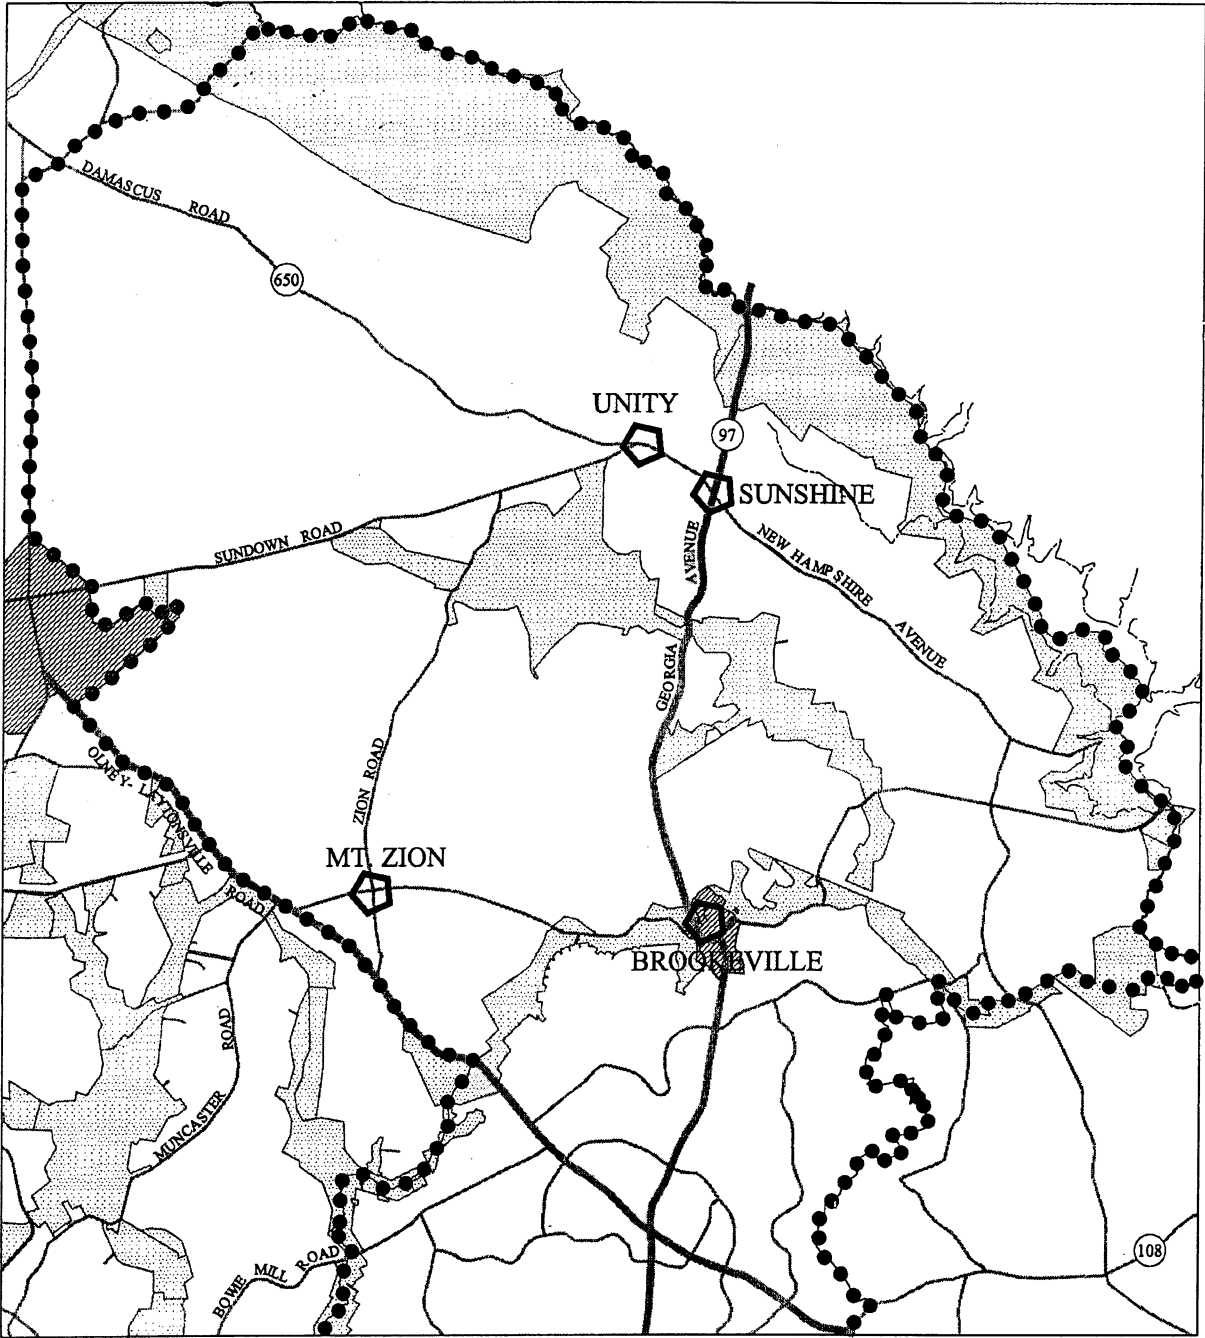 DAMASCUS ROAD
650
UNITY
97
SUNSHINE
SUNDOWN ROAD
AVENUE
NEW HAMPSHIRE AVENUE
GEORGIA
ZION ROAD
OLNEY- LAYTONSVILLE ROAD
MT. ZION
BROOKEVILLE
ROAD
MUNCASTER
BOWIE MILL ROAD
108